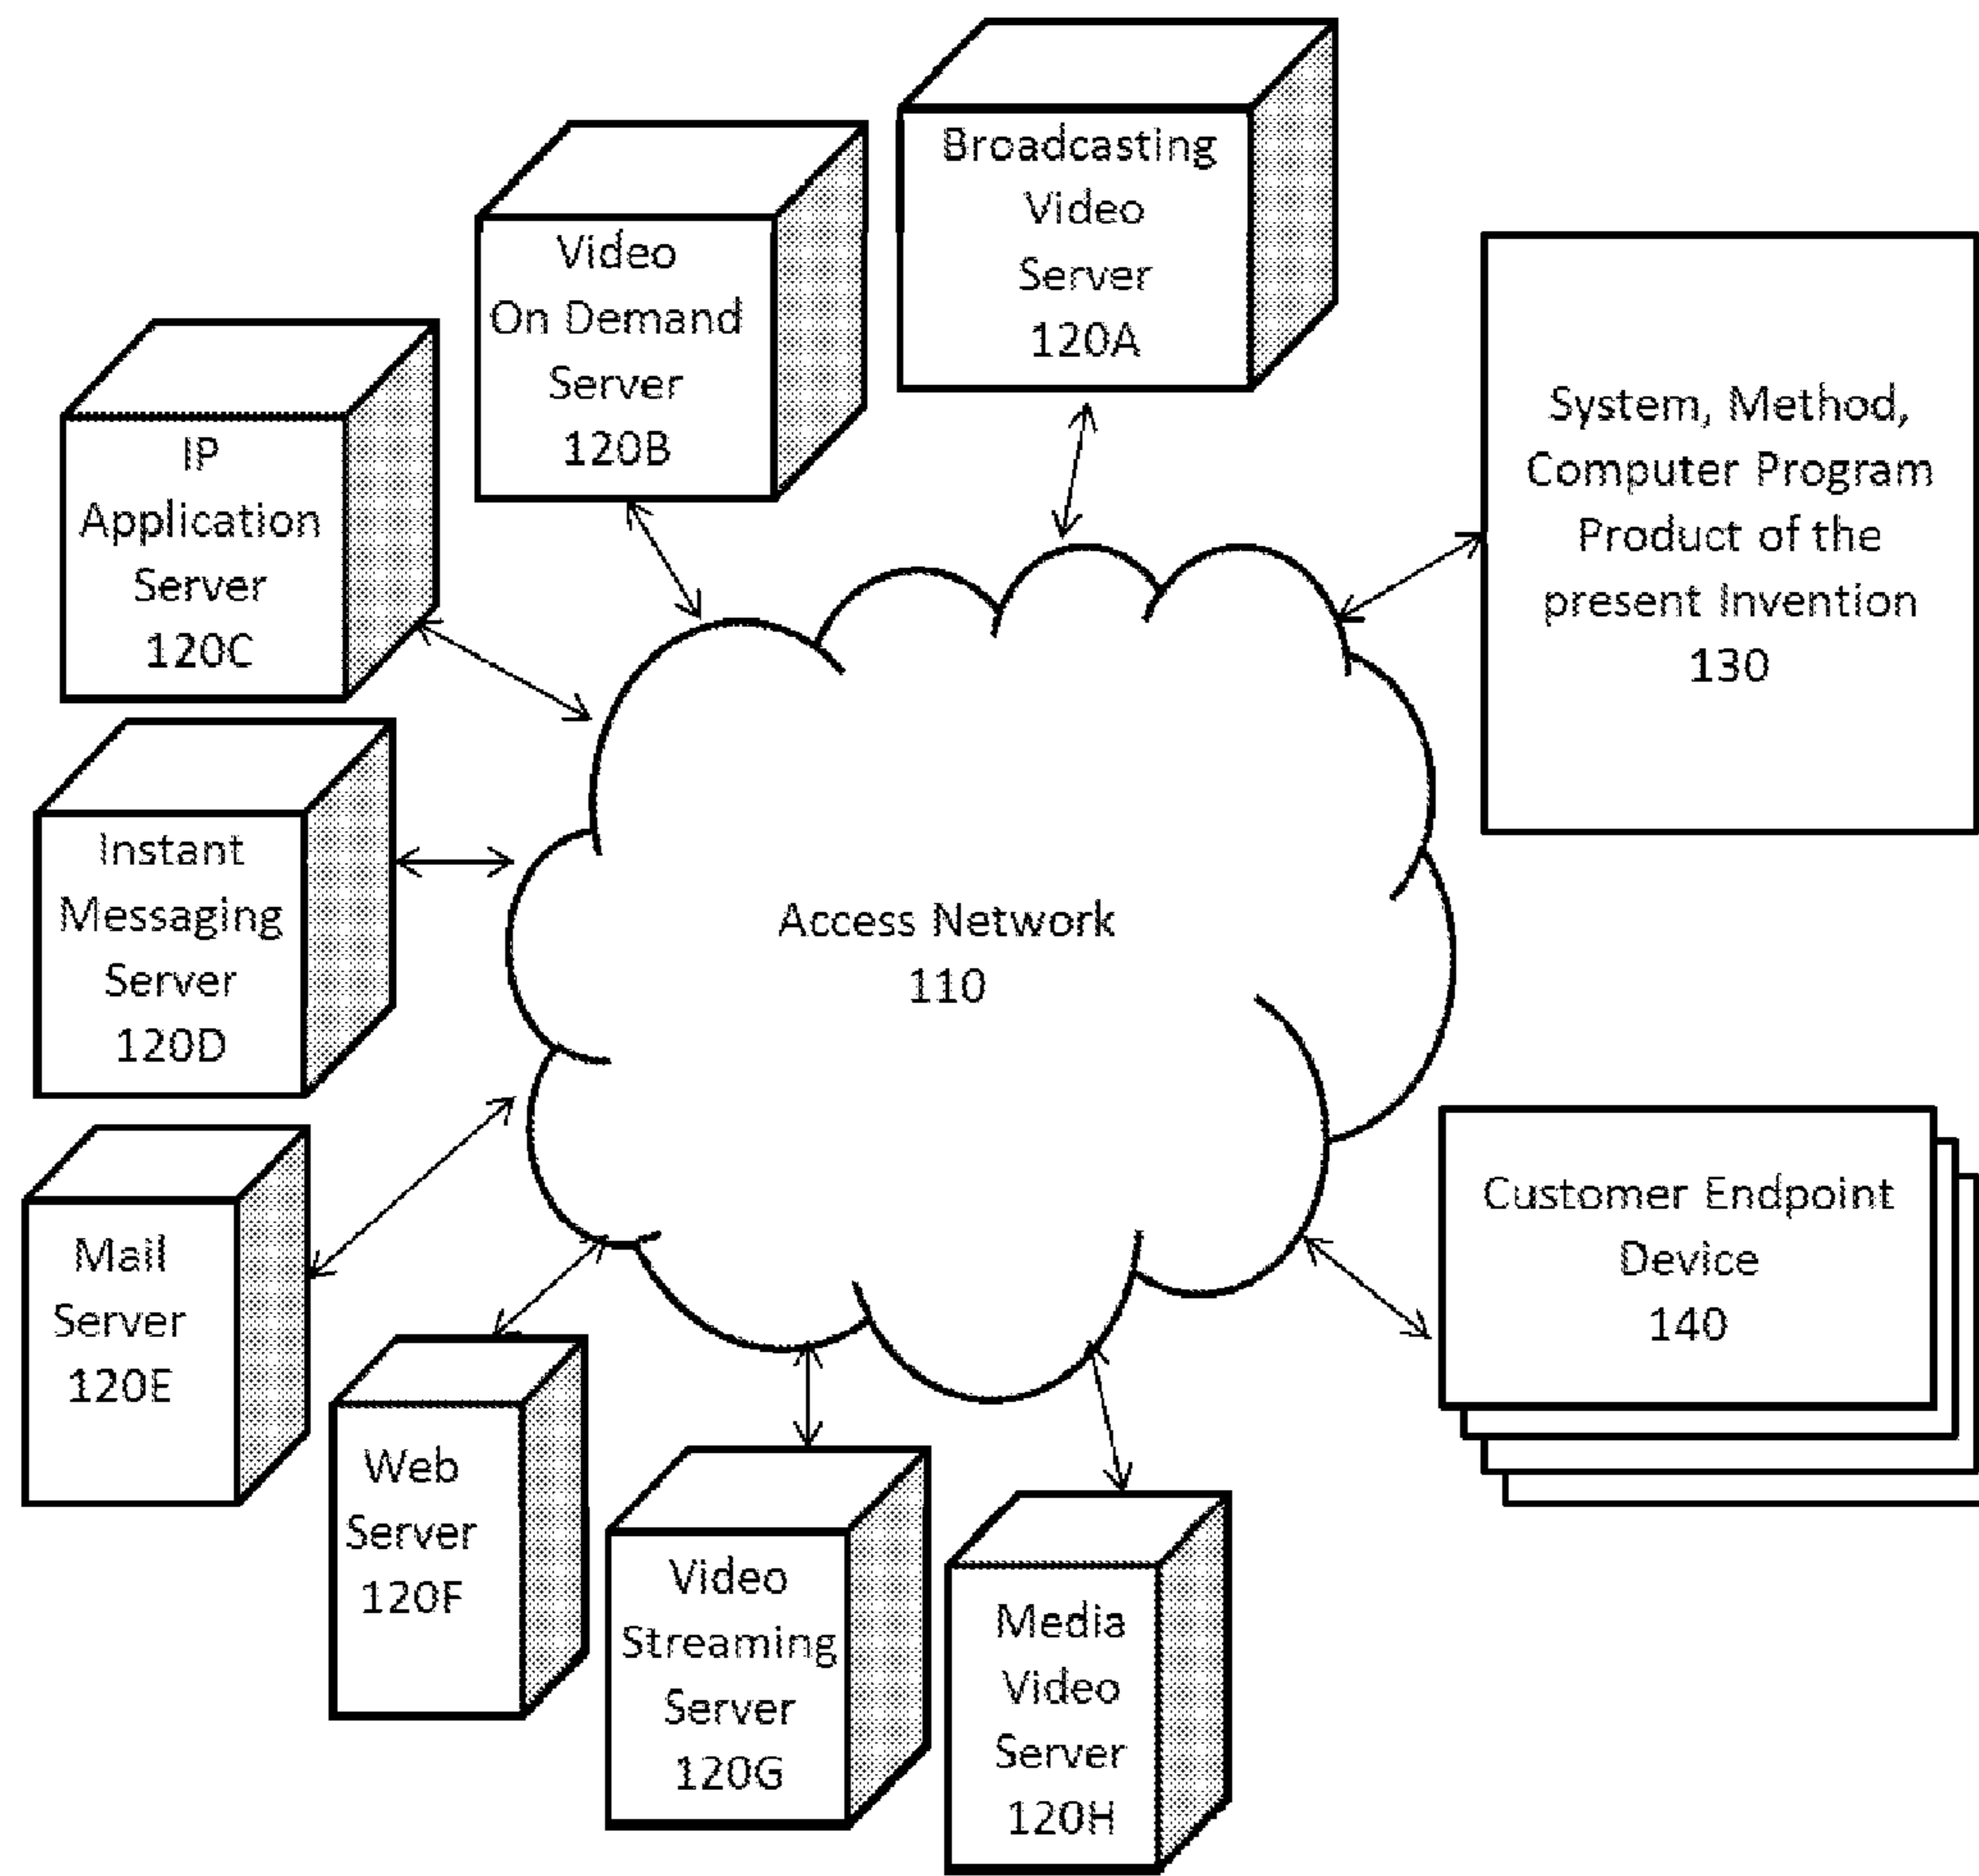 Broadcasting
Video
Server
120A
Video
On Demand
Server
120B
IP
Application
Server
120C
System, Method,
Computer Program
Product of the
present Invention
130
Instant
Messaging
Server
120D
Access Network
110
Mail
Server
120E
Customer Endpoint
Device
140
Web
Server
120F
Video
Streaming
Server
120G
Media
Video
Server
120H